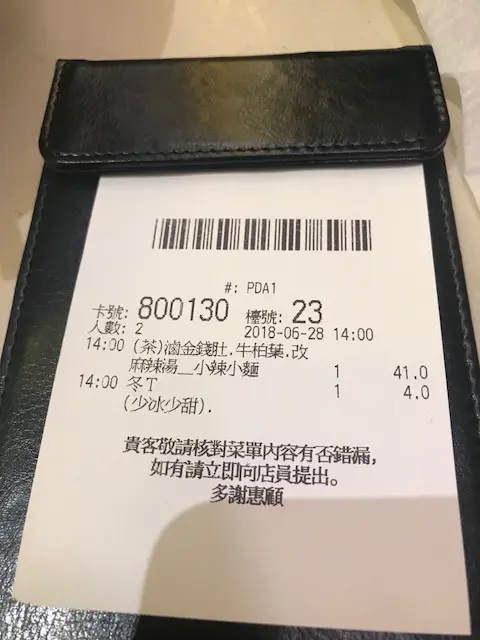 #: PDA1
卡號: 800130 檯號: 23
人數: 2 2018-06-28 14:00
14:00 (茶)滷金錢肚.牛柏葉.改
麻辣湯__小辣小麵 1 41.0
14:00 冬T 1 4.0
(少冰少甜).
貴客敬請核對菜單內容有否錯漏,
如有請立即向店員提出。
多謝惠顧